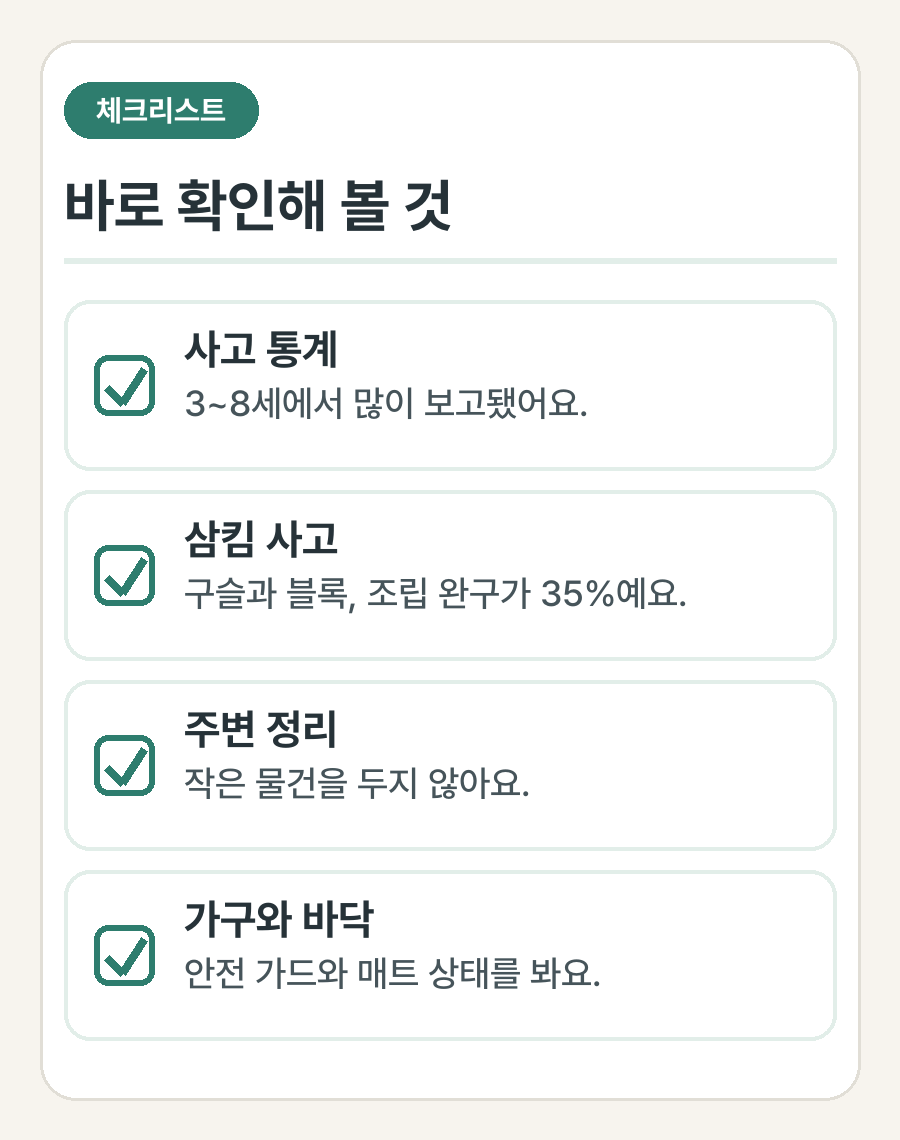 체크리스트
바로 확인해 볼 것
사고 통계
3~8세에서 많이 보고됐어요.
삼킴 사고
구슬과 블록, 조립 완구가 35%예요.
주변 정리
작은 물건을 두지 않아요.
가구와 바닥
안전 가드와 매트 상태를 봐요.